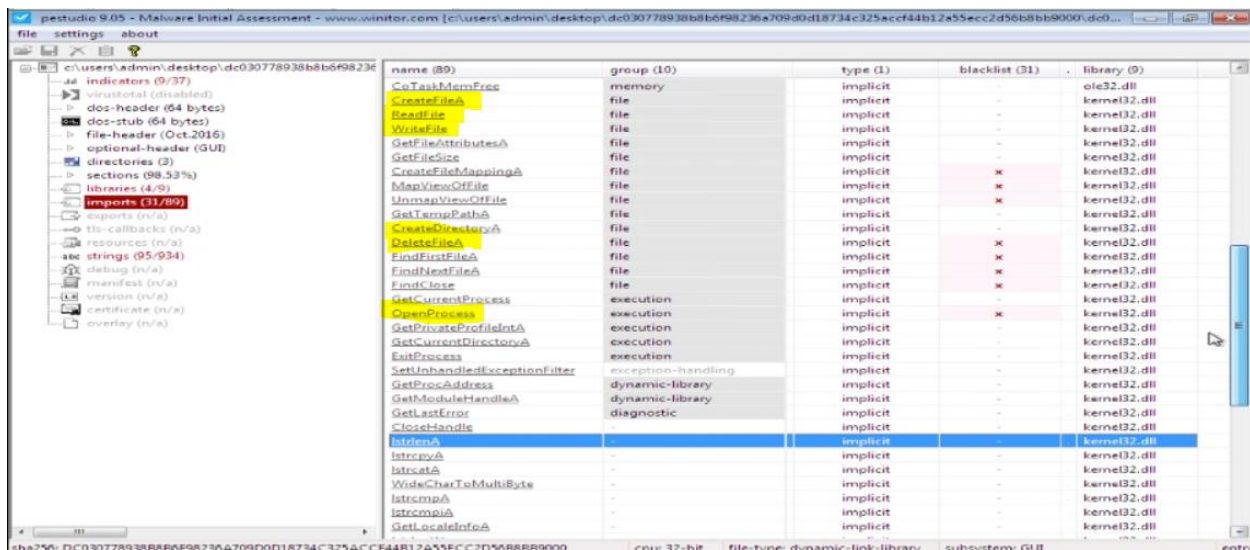 pestudio 9.05 - Malware Initial Assessment - www.winitor.com [c:\users\admin\desktop\dc030778938b8b6f98236a709d0d18734c325accf44b12a55ecc2d56b8bb9000\dc0...
file settings about
c:\users\admin\desktop\dc030778938b8b6f98236
indicators (9/37)
virustotal (disabled)
dos-header (64 bytes)
dos-stub (64 bytes)
file-header (Oct.2016)
optional-header (GUI)
directories (3)
sections (98.53%)
libraries (4/9)
imports (31/89)
exports (n/a)
tls-callbacks (n/a)
resources (n/a)
abc strings (95/934)
debug (n/a)
manifest (n/a)
version (n/a)
certificate (n/a)
overlay (n/a)
name (89) group (10) type (1) blacklist (31) . library (9)
CoTaskMemFree memory implicit - ole32.dll
CreateFileA file implicit - kernel32.dll
ReadFile file implicit - kernel32.dll
WriteFile file implicit - kernel32.dll
GetFileAttributesA file implicit - kernel32.dll
GetFileSize file implicit - kernel32.dll
CreateFileMappingA file implicit x kernel32.dll
MapViewOfFile file implicit x kernel32.dll
UnmapViewOfFile file implicit x kernel32.dll
GetTempPathA file implicit - kernel32.dll
CreateDirectoryA file implicit - kernel32.dll
DeleteFileA file implicit x kernel32.dll
FindFirstFileA file implicit x kernel32.dll
FindNextFileA file implicit x kernel32.dll
FindClose file implicit x kernel32.dll
GetCurrentProcess execution implicit - kernel32.dll
OpenProcess execution implicit x kernel32.dll
GetPrivateProfileIntA execution implicit - kernel32.dll
GetCurrentDirectoryA execution implicit - kernel32.dll
ExitProcess execution implicit - kernel32.dll
SetUnhandledExceptionFilter exception-handling implicit - kernel32.dll
GetProcAddress dynamic-library implicit - kernel32.dll
GetModuleHandleA dynamic-library implicit - kernel32.dll
GetLastError diagnostic implicit - kernel32.dll
CloseHandle - implicit - kernel32.dll
lstrlenA - implicit - . kernel32.dll
lstrcpyA - implicit - kernel32.dll
lstrcatA - implicit - kernel32.dll
WideCharToMultiByte - implicit - kernel32.dll
lstrcmpA - implicit - kernel32.dll
lstrcmpiA - implicit - kernel32.dll
GetLocaleInfoA - implicit - kernel32.dll
sha256: DC030778938B8B6F98236A709D0D18734C325ACCF44B12A55ECC2D56B8BB9000 cpu: 32-bit file-type: dynamic-link-library subsystem: GUI